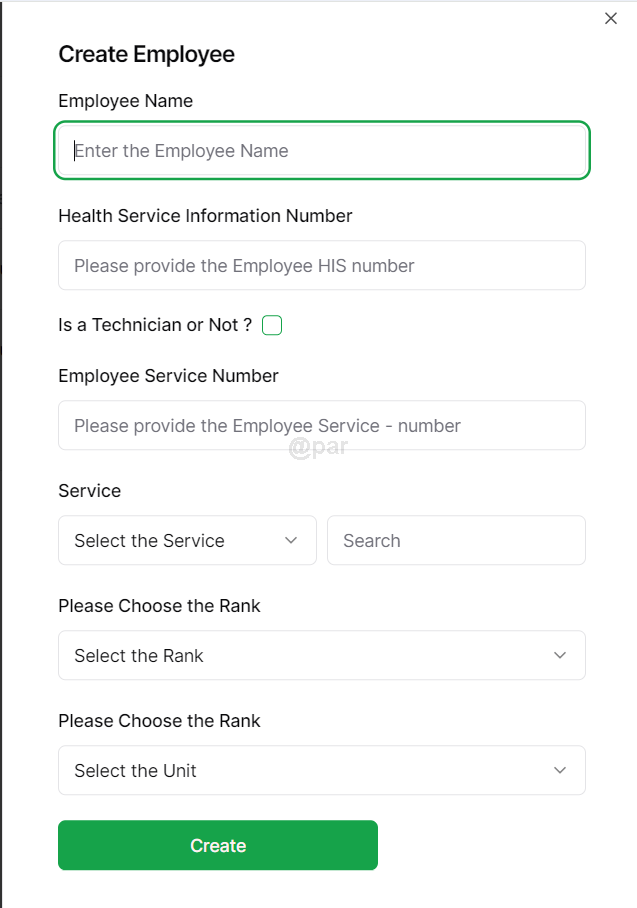 Create Employee
Employee Name
Enter the Employee Name
Health Service Information Number
Please provide the Employee HIS number
Is a Technician or Not ?
Employee Service Number
Please provide the Employee Service - number
@par
Service
Select the Service Search
Please Choose the Rank
Select the Rank
Please Choose the Rank
Select the Unit
Create